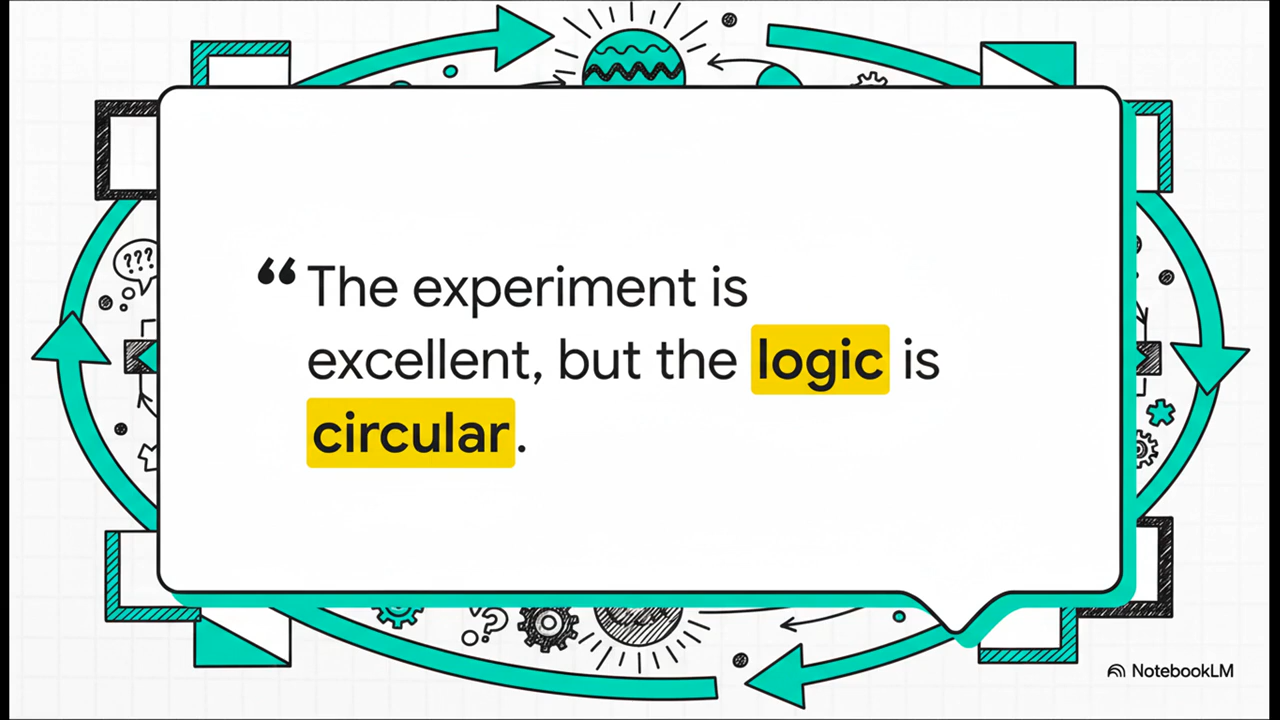 ???
“The experiment is
excellent, but the logic is
circular.
?
NotebookLM